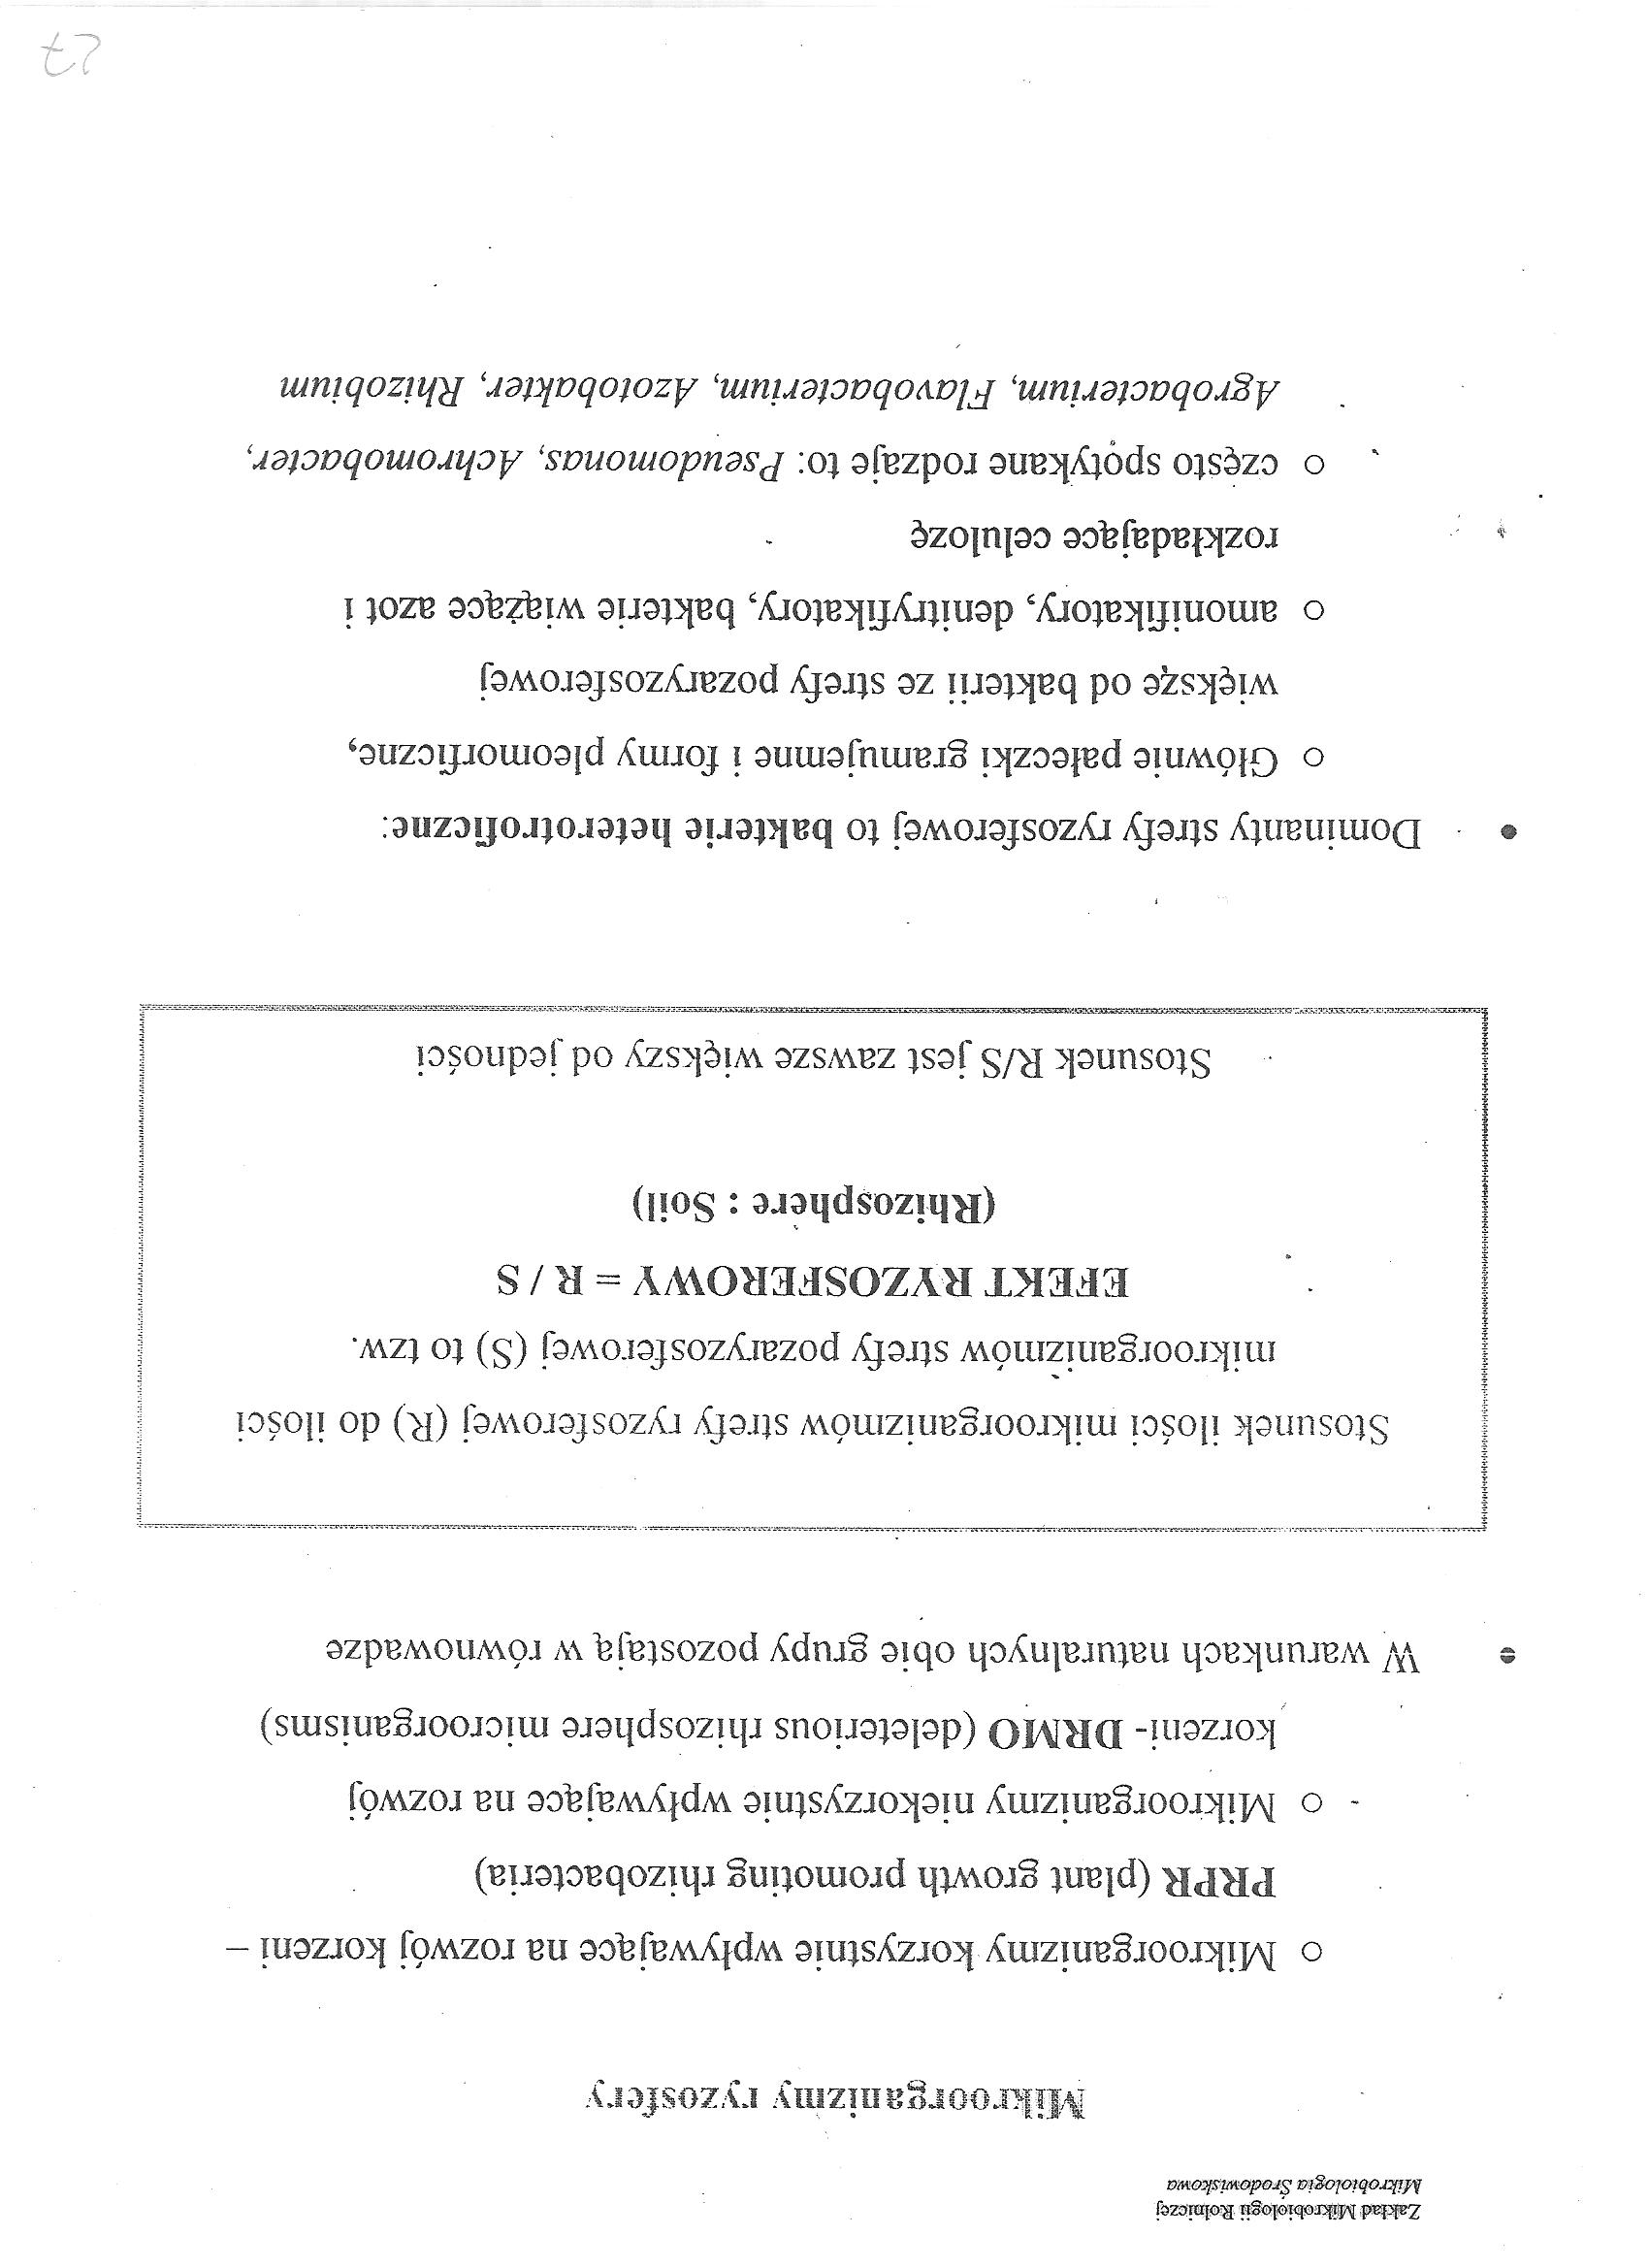 Zakład Mikrobiologii Rolniczej
Mikrobiologia Środowiskowa
Mikroorganizmy ryzosfery
o Mikroorganizmy korzystnie wpływające na rozwój korzeni –
PRPR (plant growth promoting rhizobacteria)
o Mikroorganizmy niekorzystnie wpływające na rozwój
korzeni- DRMO (deleterious rhizosphere microorganisms)
• W warunkach naturalnych obie grupy pozostają w równowadze
Stosunek ilości mikroorganizmów strefy ryzosferowej (R) do ilości
mikroorganizmów strefy pozaryzosferowej (S) to tzw.
EFEKT RYZOSFEROWY = R / S
(Rhizosphere : Soil)
Stosunek R/S jest zawsze większy od jedności
• Dominanty strefy ryzosferowej to bakterie heterotroficzne:
o Głównie pałeczki gramujemne i formy pleomorficzne,
większe od bakterii ze strefy pozaryzosferowej
o amonifikatory, denitryfikatory, bakterie wiążące azot i
rozkładające celulozę
o często spotykane rodzaje to: Pseudomonas, Achromobacter,
Agrobacterium, Flavobacterium, Azotobakter, Rhizobium
27